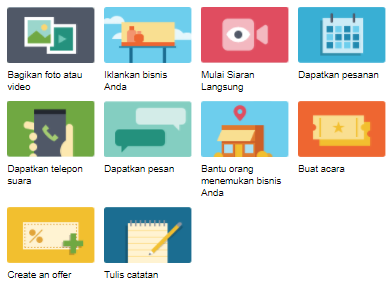 Bagikan foto atau
video
Iklankan bisnis
Anda
Mulai Siaran
Langsung
Dapatkan pesanan
Dapatkan telepon
suara
Dapatkan pesan
Bantu orang
menemukan bisnis
Anda
Buat acara
Create an offer
Tulis catatan